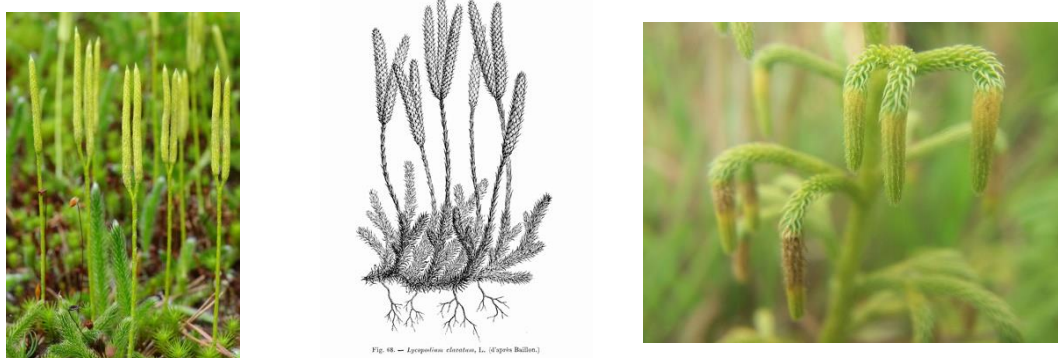 Fig. 68. — Lycopodium clavatum, L. (d'après Baillon.)